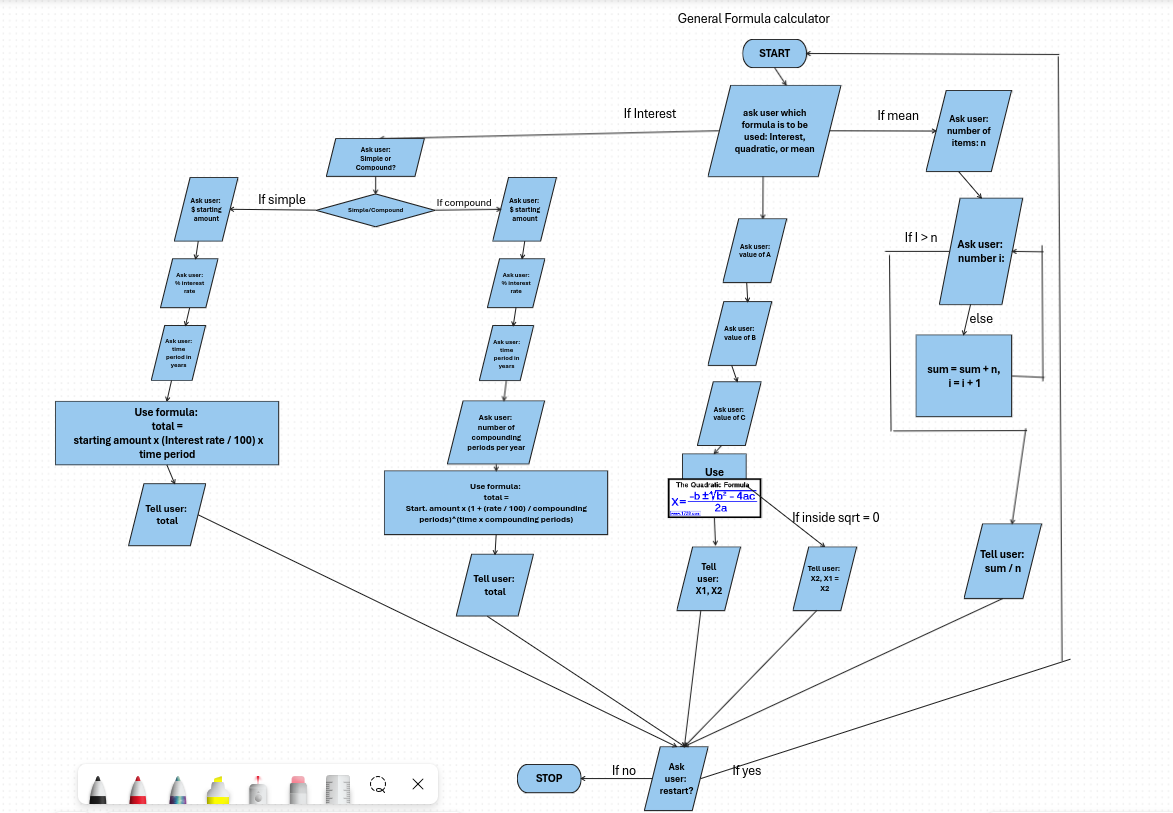 General Formula calculator
START
ask user which
formula is to be
used: Interest,
quadratic, or mean
If Interest
If mean
Ask user:
Simple or
Compound?
Simple/Compound
If simple
If compound
Ask user:
$ starting
amount
Ask user:
% interest
rate
Ask user:
time
period in
years
Use formula:
total =
starting amount x (Interest rate / 100) x
time period
Tell user:
total
Ask user:
$ starting
amount
Ask user:
% interest
rate
Ask user:
time
period in
years
Ask user:
number of
compounding
periods per year
Use formula:
total =
Start. amount x (1 + (rate / 100) / compounding
periods)^(time x compounding periods)
Tell user:
total
Ask user:
value of A
Ask user:
value of B
Ask user:
value of C
Use
The Quadratic Formula
X = -b ± √b² - 4ac
2a
If inside sqrt = 0
Tell
user:
X1, X2
Tell user:
X2, X1 =
X2
Ask user:
number of
items: n
Ask user:
number i:
If I > n
else
sum = sum + n,
i = i + 1
Tell user:
sum / n
Ask
user:
restart?
If no
If yes
STOP